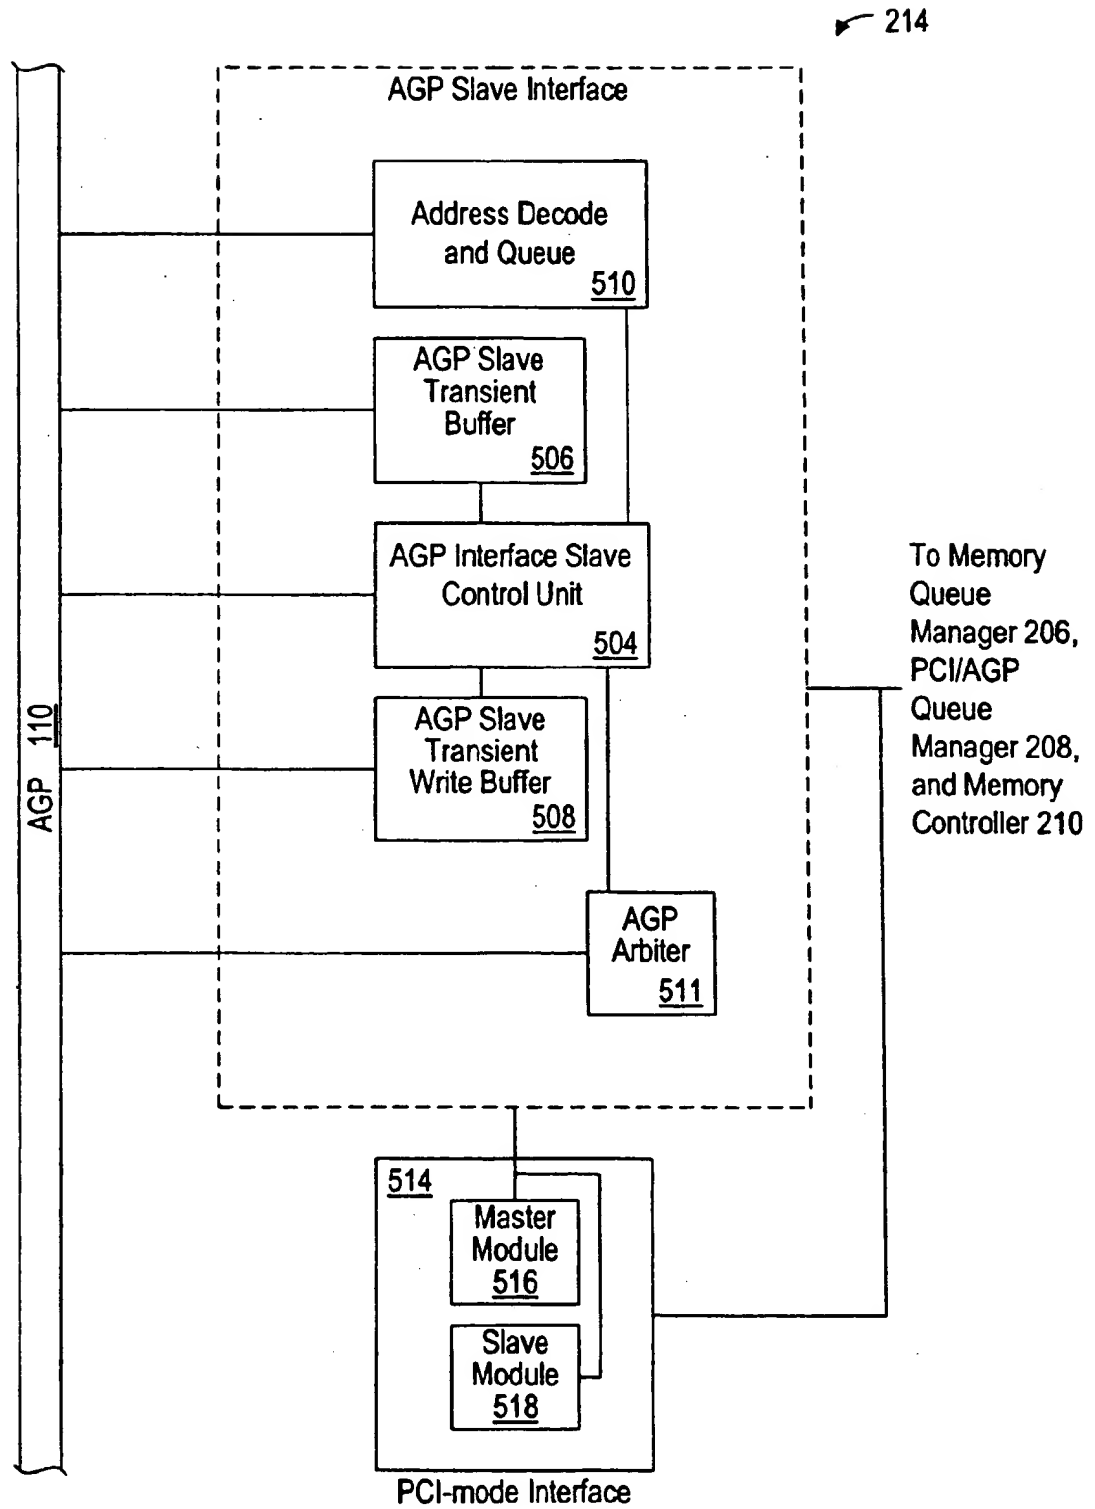 214
AGP Slave Interface
Address Decode
and Queue
510
AGP Slave
Transient
Buffer
506
AGP Interface Slave
Control Unit
504
AGP Slave
Transient
Write Buffer
508
AGP
Arbiter
511
AGP 110
To Memory
Queue
Manager 206,
PCI/AGP
Queue
Manager 208,
and Memory
Controller 210
514
Master
Module
516
Slave
Module
518
PCI-mode Interface